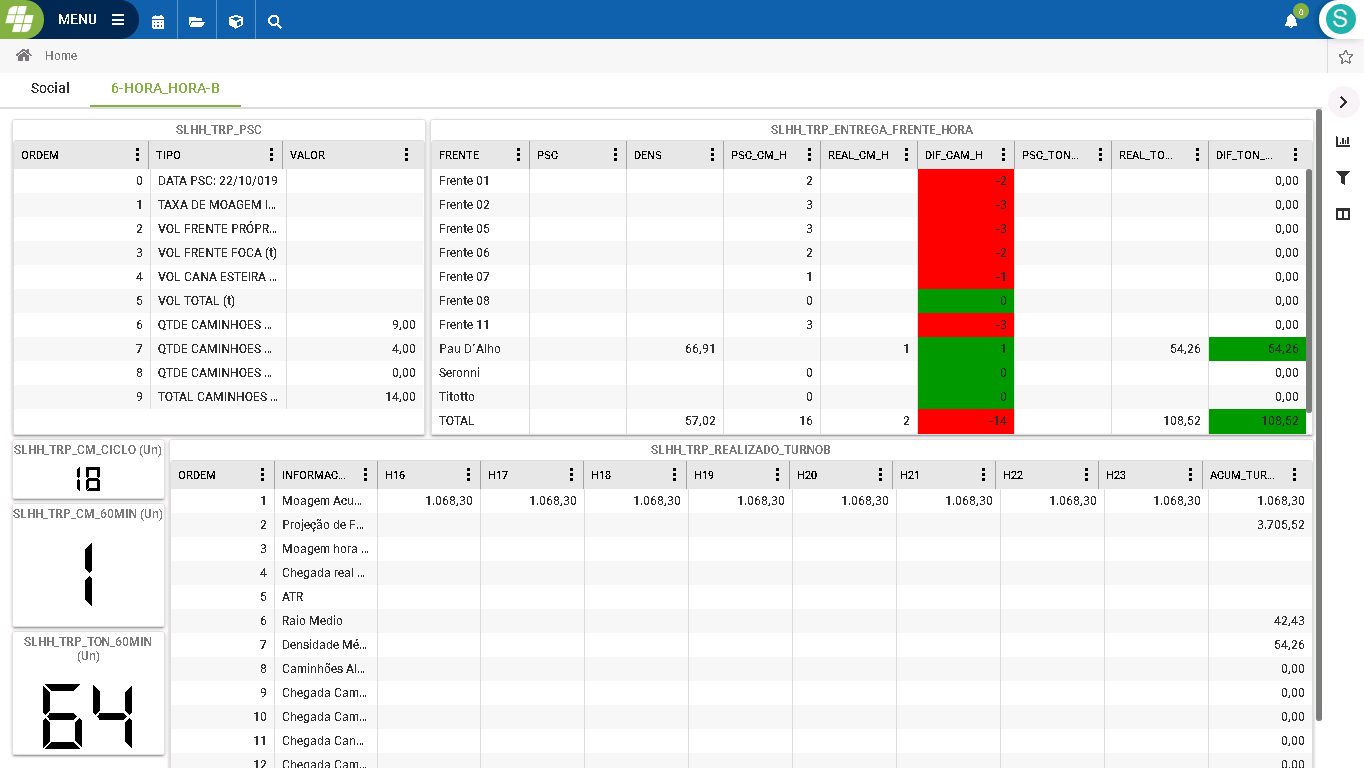 MENU
0
S
Home
Social 6-HORA_HORA-B
SLHH_TRP_PSC
ORDEM TIPO VALOR
0 DATA PSC: 22/10/019
1 TAXA DE MOAGEM I...
2 VOL FRENTE PRÓPR...
3 VOL FRENTE FOCA (t)
4 VOL CANA ESTEIRA ...
5 VOL TOTAL (t)
6 QTDE CAMINHOES ... 9,00
7 QTDE CAMINHOES ... 4,00
8 QTDE CAMINHOES ... 0,00
9 TOTAL CAMINHOES ... 14,00
SLHH_TRP_ENTREGA_FRENTE_HORA
FRENTE PSC DENS PSC_CM_H REAL_CM_H DIF_CAM_H PSC_TON... REAL_TO... DIF_TON_...
Frente 01 2 -2 0,00
Frente 02 3 -3 0,00
Frente 05 3 -3 0,00
Frente 06 2 -2 0,00
Frente 07 1 -1 0,00
Frente 08 0 0 0,00
Frente 11 3 -3 0,00
Pau D´Alho 66,91 1 1 54,26 54,26
Seronni 0 0 0,00
Titotto 0 0 0,00
TOTAL 57,02 16 2 -14 108,52 108,52
SLHH_TRP_CM_CICLO (Un)
18
SLHH_TRP_CM_60MIN (Un)
1
SLHH_TRP_TON_60MIN
(Un)
64
SLHH_TRP_REALIZADO_TURNOB
ORDEM INFORMAC... H16 H17 H18 H19 H20 H21 H22 H23 ACUM_TUR...
1 Moagem Acu... 1.068,30 1.068,30 1.068,30 1.068,30 1.068,30 1.068,30 1.068,30 1.068,30 1.068,30
2 Projeção de F... 3.705,52
3 Moagem hora ...
4 Chegada real ...
5 ATR
6 Raio Medio 42,43
7 Densidade Mé... 54,26
8 Caminhões Al... 0,00
9 Chegada Cam... 0,00
10 Chegada Cam... 0,00
11 Chegada Can... 0,00
12 Chegada Cam... 0,00